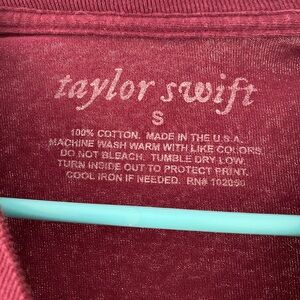 taylor swift
S
100% COTTON. MADE IN THE U.S.A.
MACHINE WASH WARM WITH LIKE COLORS.
DO NOT BLEACH. TUMBLE DRY LOW.
TURN INSIDE OUT TO PROTECT PRINT.
COOL IRON IF NEEDED. RN# 102050